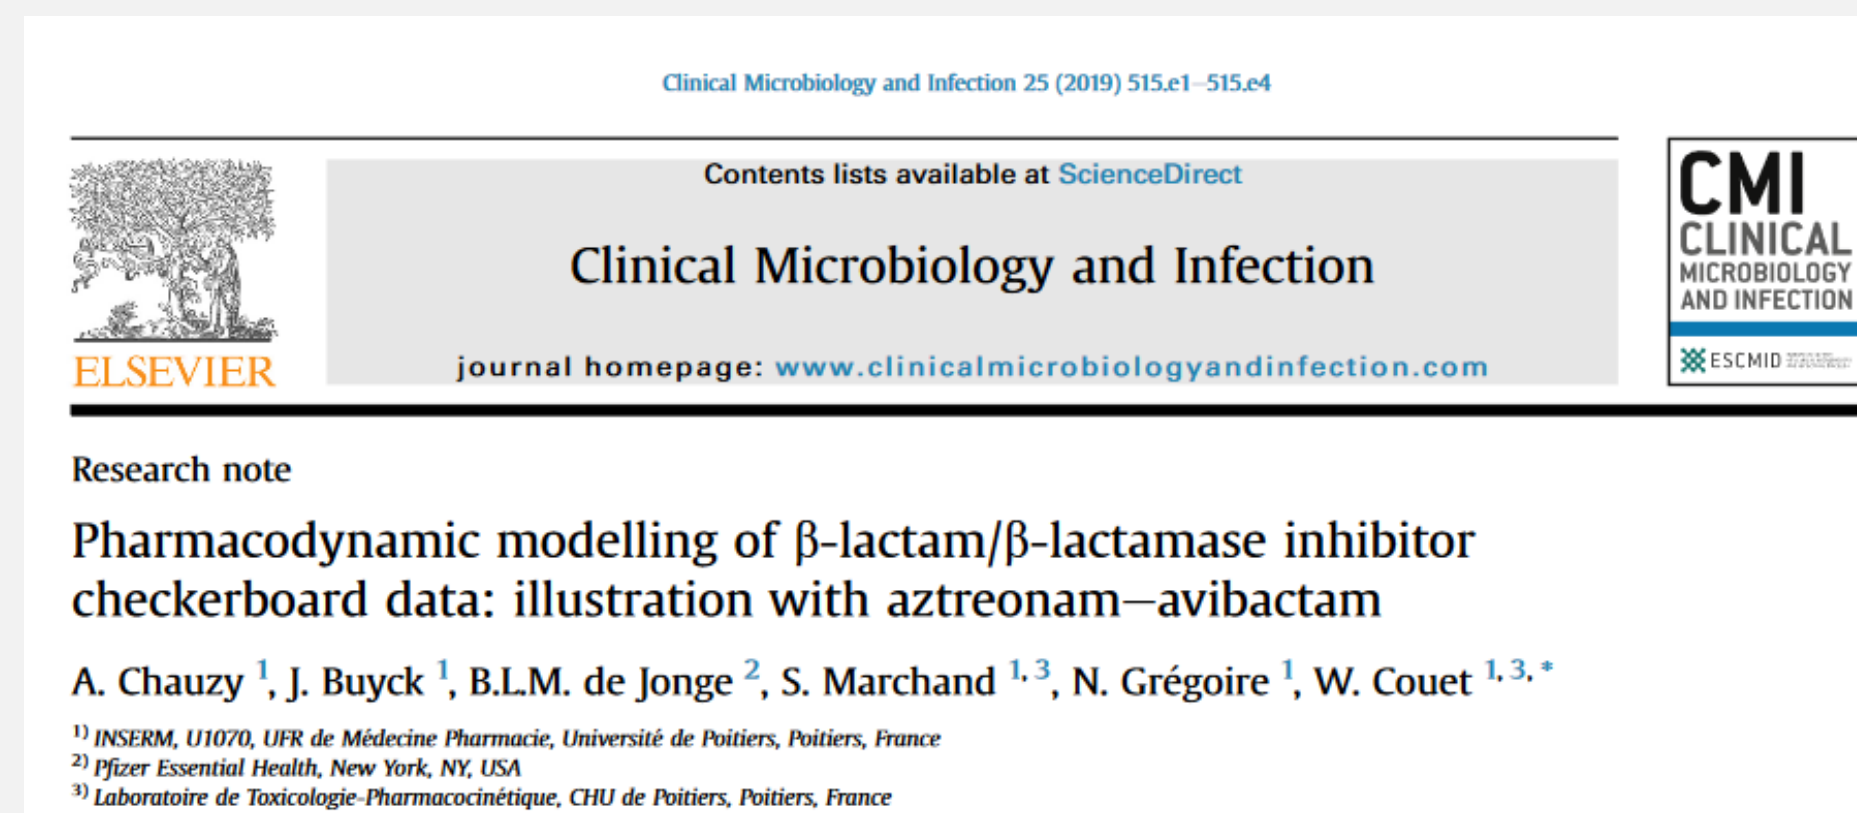 Clinical Microbiology and Infection 25 (2019) 515.e1–515.e4
Contents lists available at ScienceDirect
Clinical Microbiology and Infection
journal homepage: www.clinicalmicrobiologyandinfection.com
ELSEVIER
CMI
CLINICAL
MICROBIOLOGY
AND INFECTION
ESCMID
Research note
Pharmacodynamic modelling of β-lactam/β-lactamase inhibitor
checkerboard data: illustration with aztreonam–avibactam
A. Chauzy 1, J. Buyck 1, B.L.M. de Jonge 2, S. Marchand 1, 3, N. Grégoire 1, W. Couet 1, 3, *
1) INSERM, U1070, UFR de Médecine Pharmacie, Université de Poitiers, Poitiers, France
2) Pfizer Essential Health, New York, NY, USA
3) Laboratoire de Toxicologie-Pharmacocinétique, CHU de Poitiers, Poitiers, France